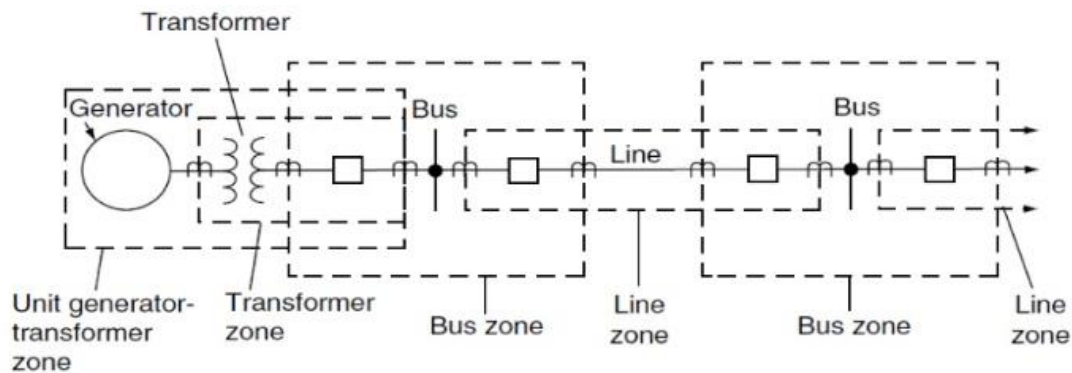 Transformer
Generator
Bus
Line
Bus
Unit generator-
transformer
zone
Transformer
zone
Bus zone
Line
zone
Bus zone
Line
zone